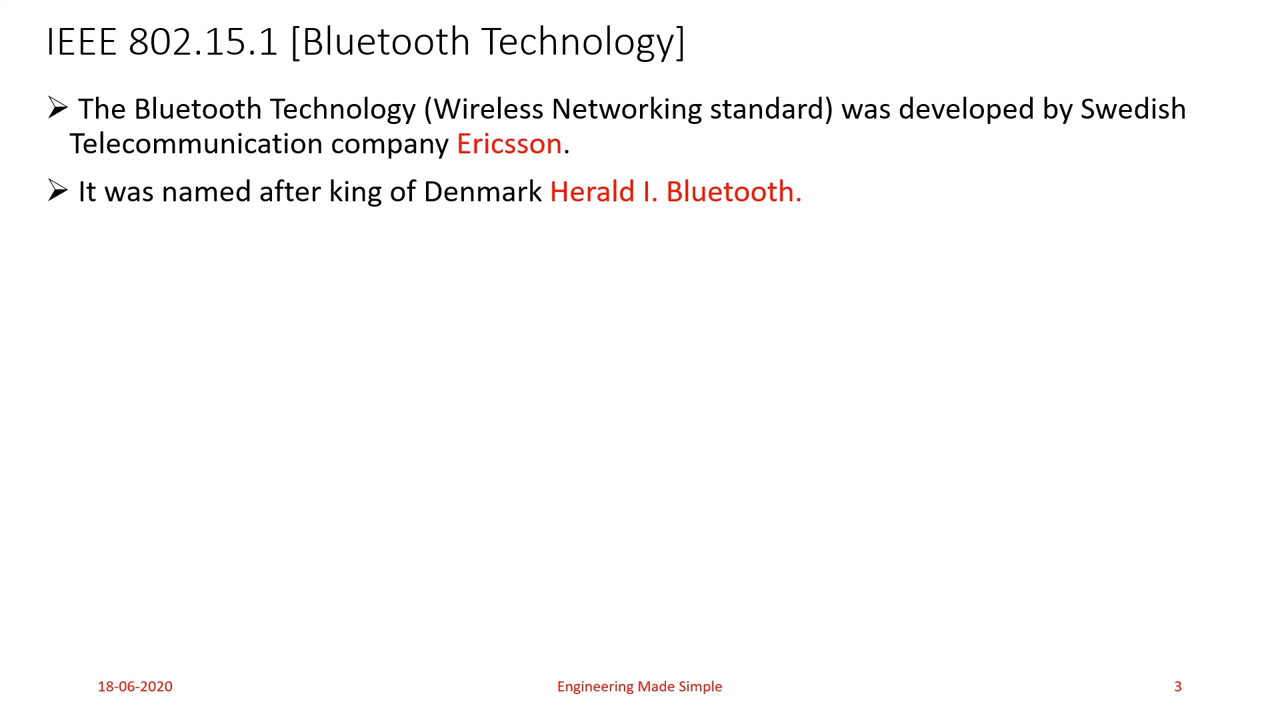 IEEE 802.15.1 [Bluetooth Technology]
➢ The Bluetooth Technology (Wireless Networking standard) was developed by Swedish
Telecommunication company Ericsson.
➢ It was named after king of Denmark Herald I. Bluetooth.
18-06-2020
Engineering Made Simple
3